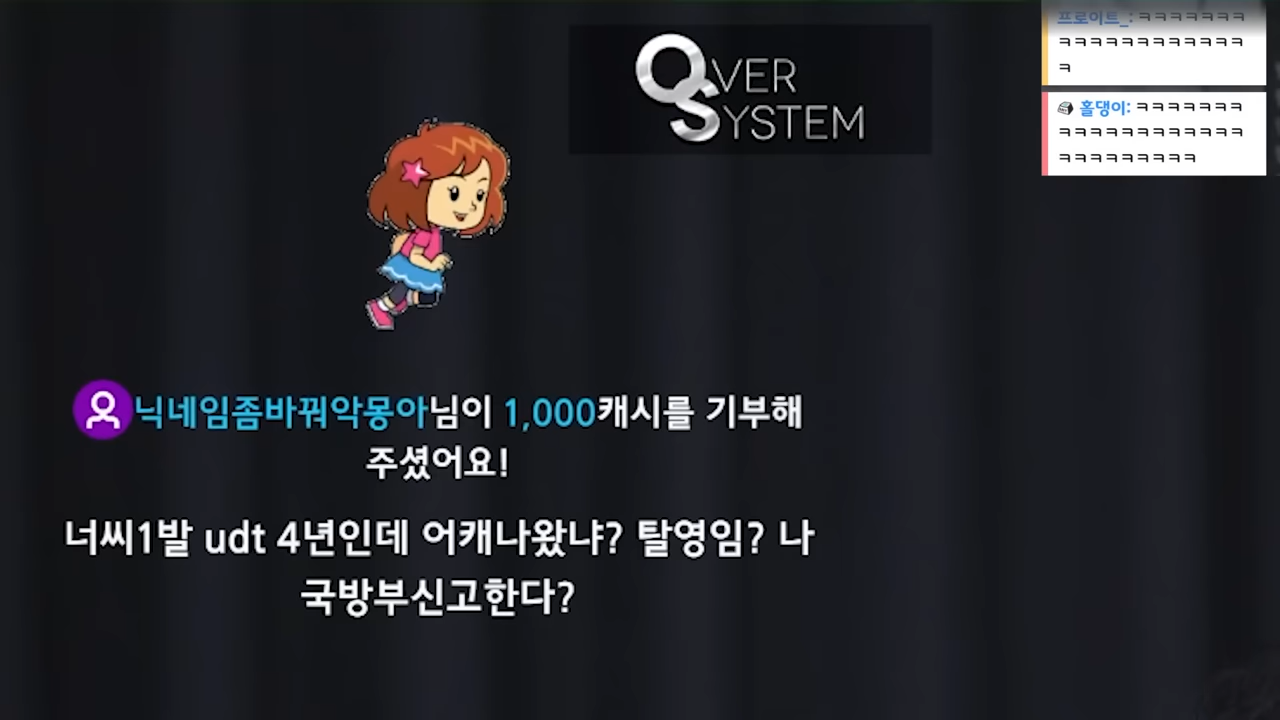 OVER
SYSTEM
프로이트_: ㅋㅋㅋㅋㅋㅋㅋ
ㅋㅋㅋㅋㅋㅋㅋㅋㅋㅋㅋㅋ
ㅋ
홀댕이: ㅋㅋㅋㅋㅋㅋㅋ
ㅋㅋㅋㅋㅋㅋㅋㅋㅋㅋㅋㅋ
ㅋㅋㅋㅋㅋㅋㅋㅋㅋ
닉네임좀바꿔악몽아님이 1,000캐시를 기부해
주셨어요!
너씨1발 udt 4년인데 어캐나왔냐? 탈영임? 나
국방부신고한다?